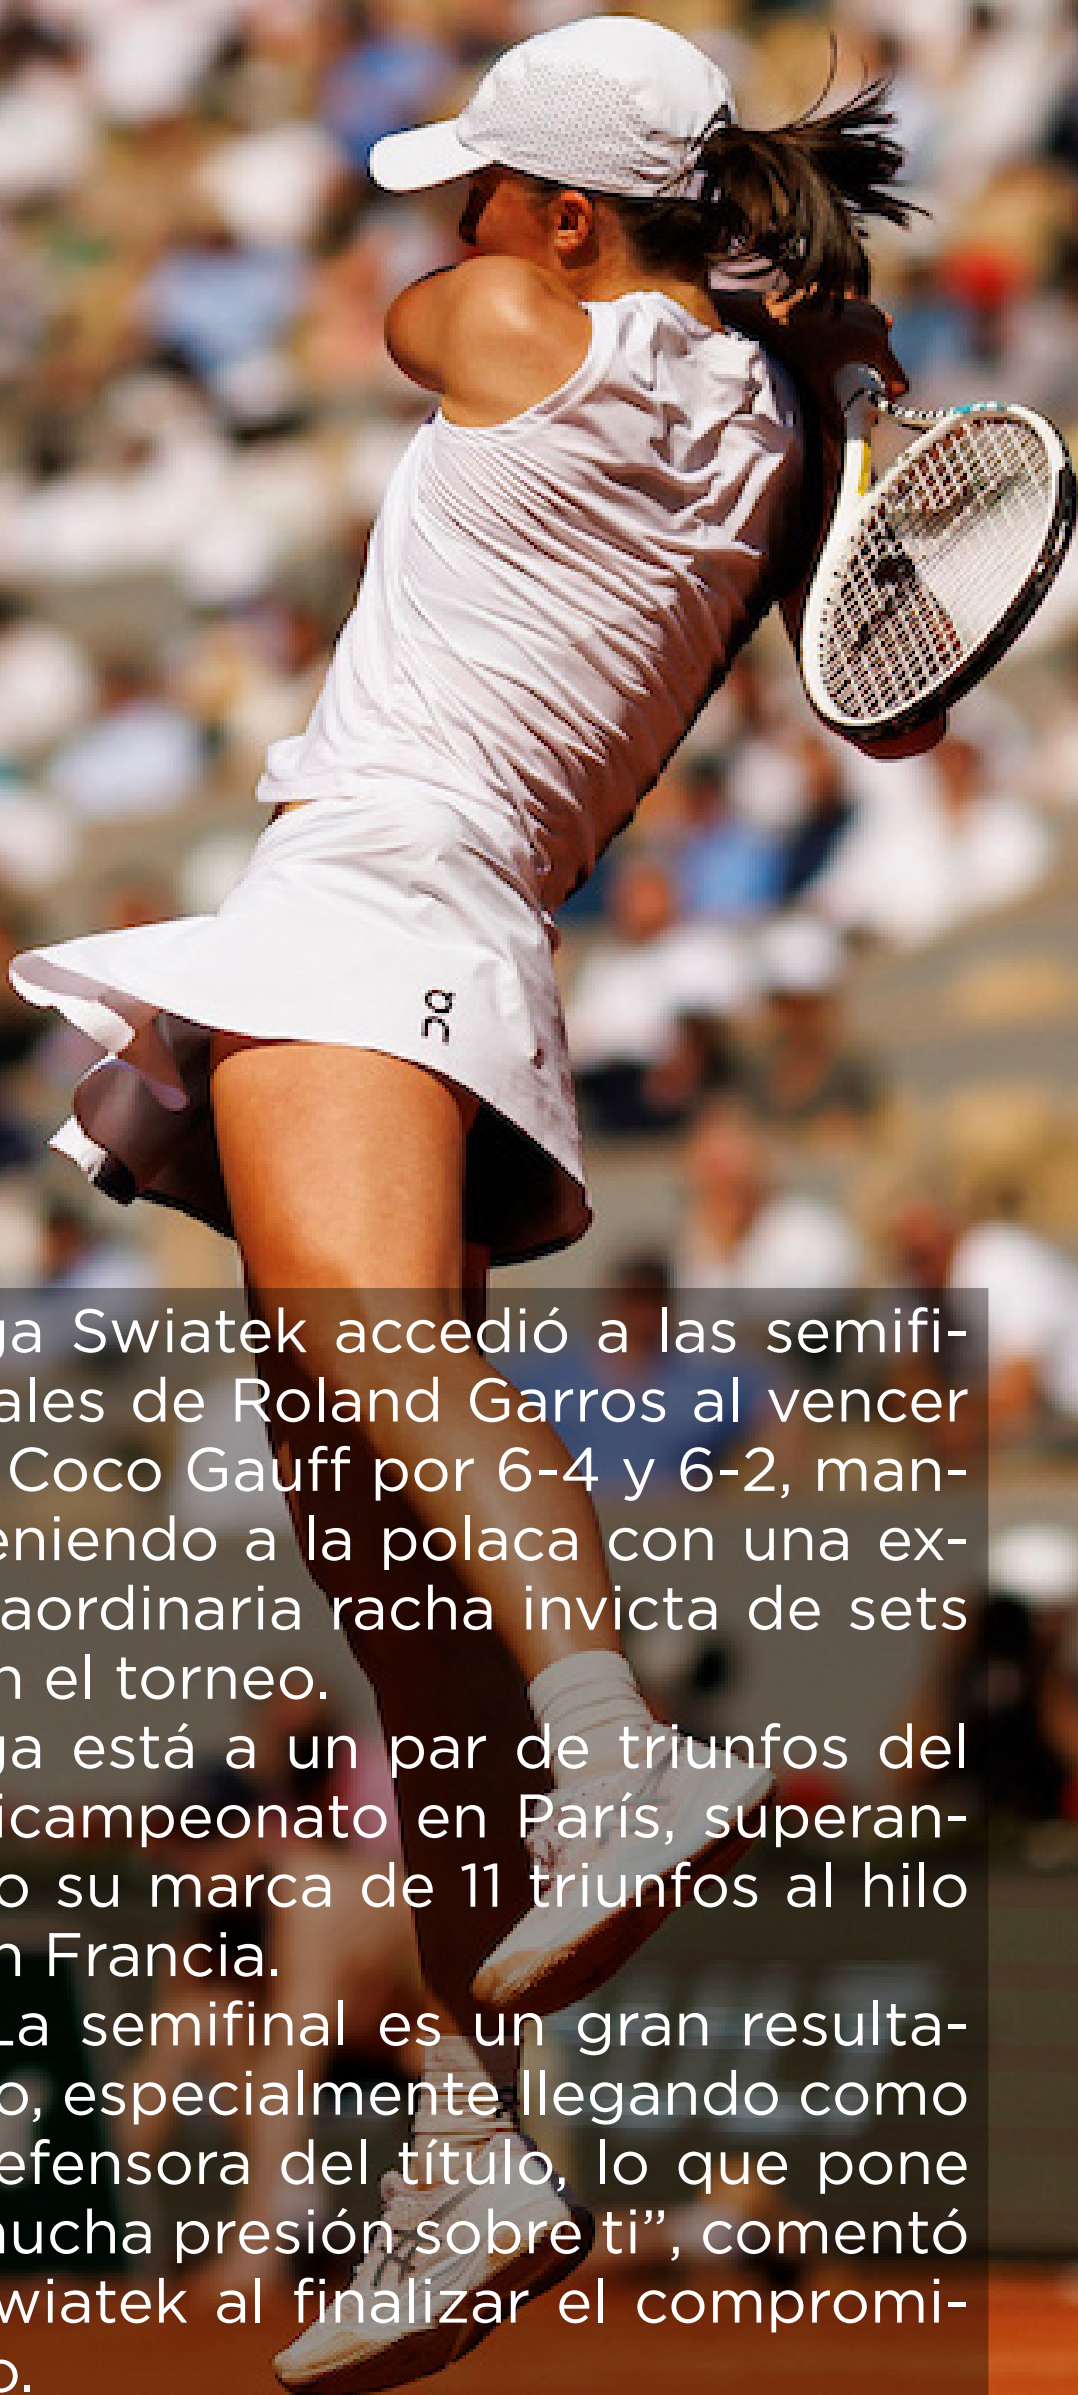 ga Swiatek accedió a las semifi-
ales de Roland Garros al vencer
Coco Gauff por 6-4 y 6-2, man-
eniendo a la polaca con una ex-
aordinaria racha invicta de sets
n el torneo.
ga está a un par de triunfos del
icampeonato en París, superan-
o su marca de 11 triunfos al hilo
n Francia.
La semifinal es un gran resulta-
o, especialmente llegando como
efensora del título, lo que pone
mucha presión sobre ti”, comentó
wiatek al finalizar el compromi-
o.